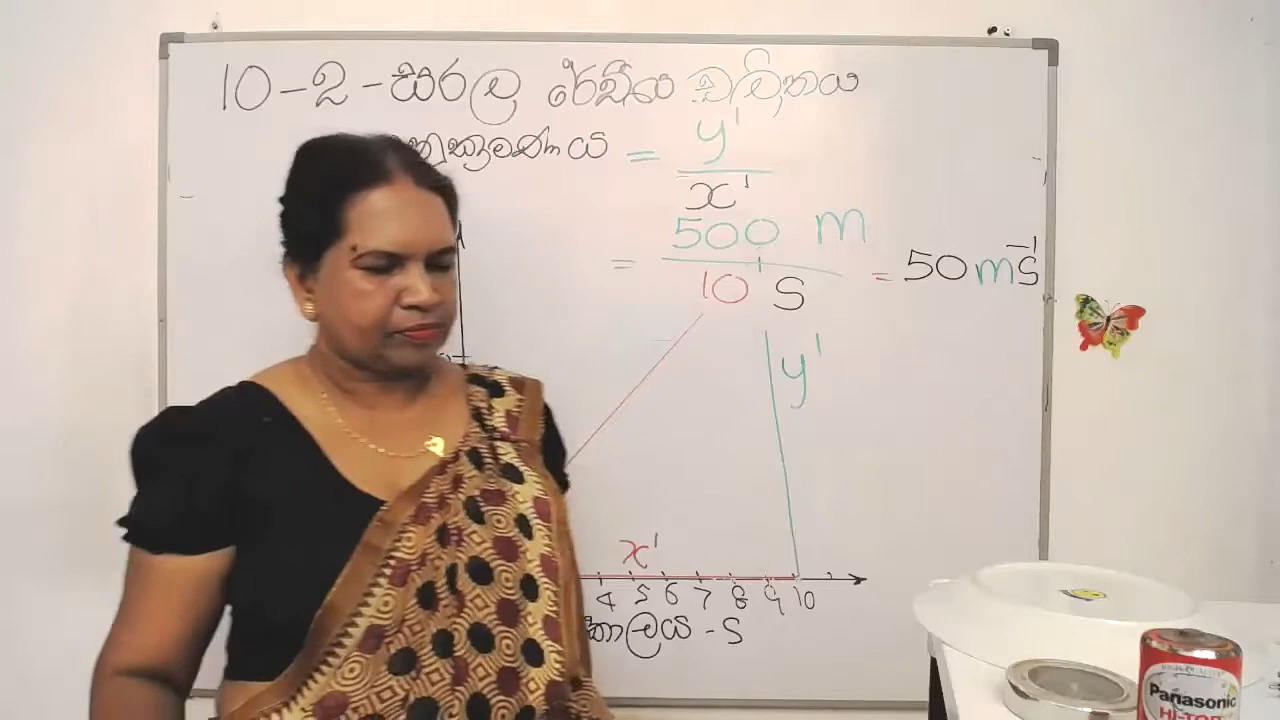 10 - 2 - සරල රේඛීය චලිතය
= y'
x'
= 500 m
10 s
= 50 ms⁻¹
y'
x'
4 5 6 7 8 9 10
කාලය - s
Panasonic